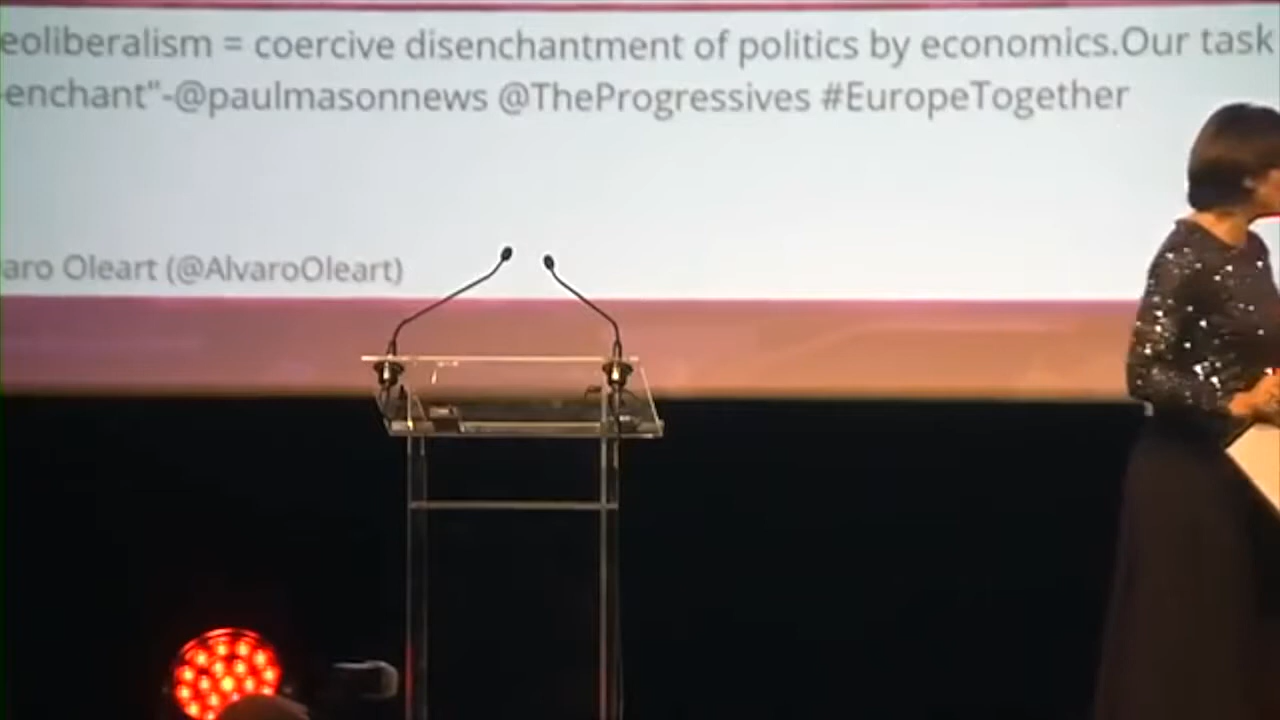 eoliberalism = coercive disenchantment of politics by economics.Our task
-enchant"-@paulmasonnews @TheProgressives #EuropeTogether
aro Oleart (@AlvaroOleart)